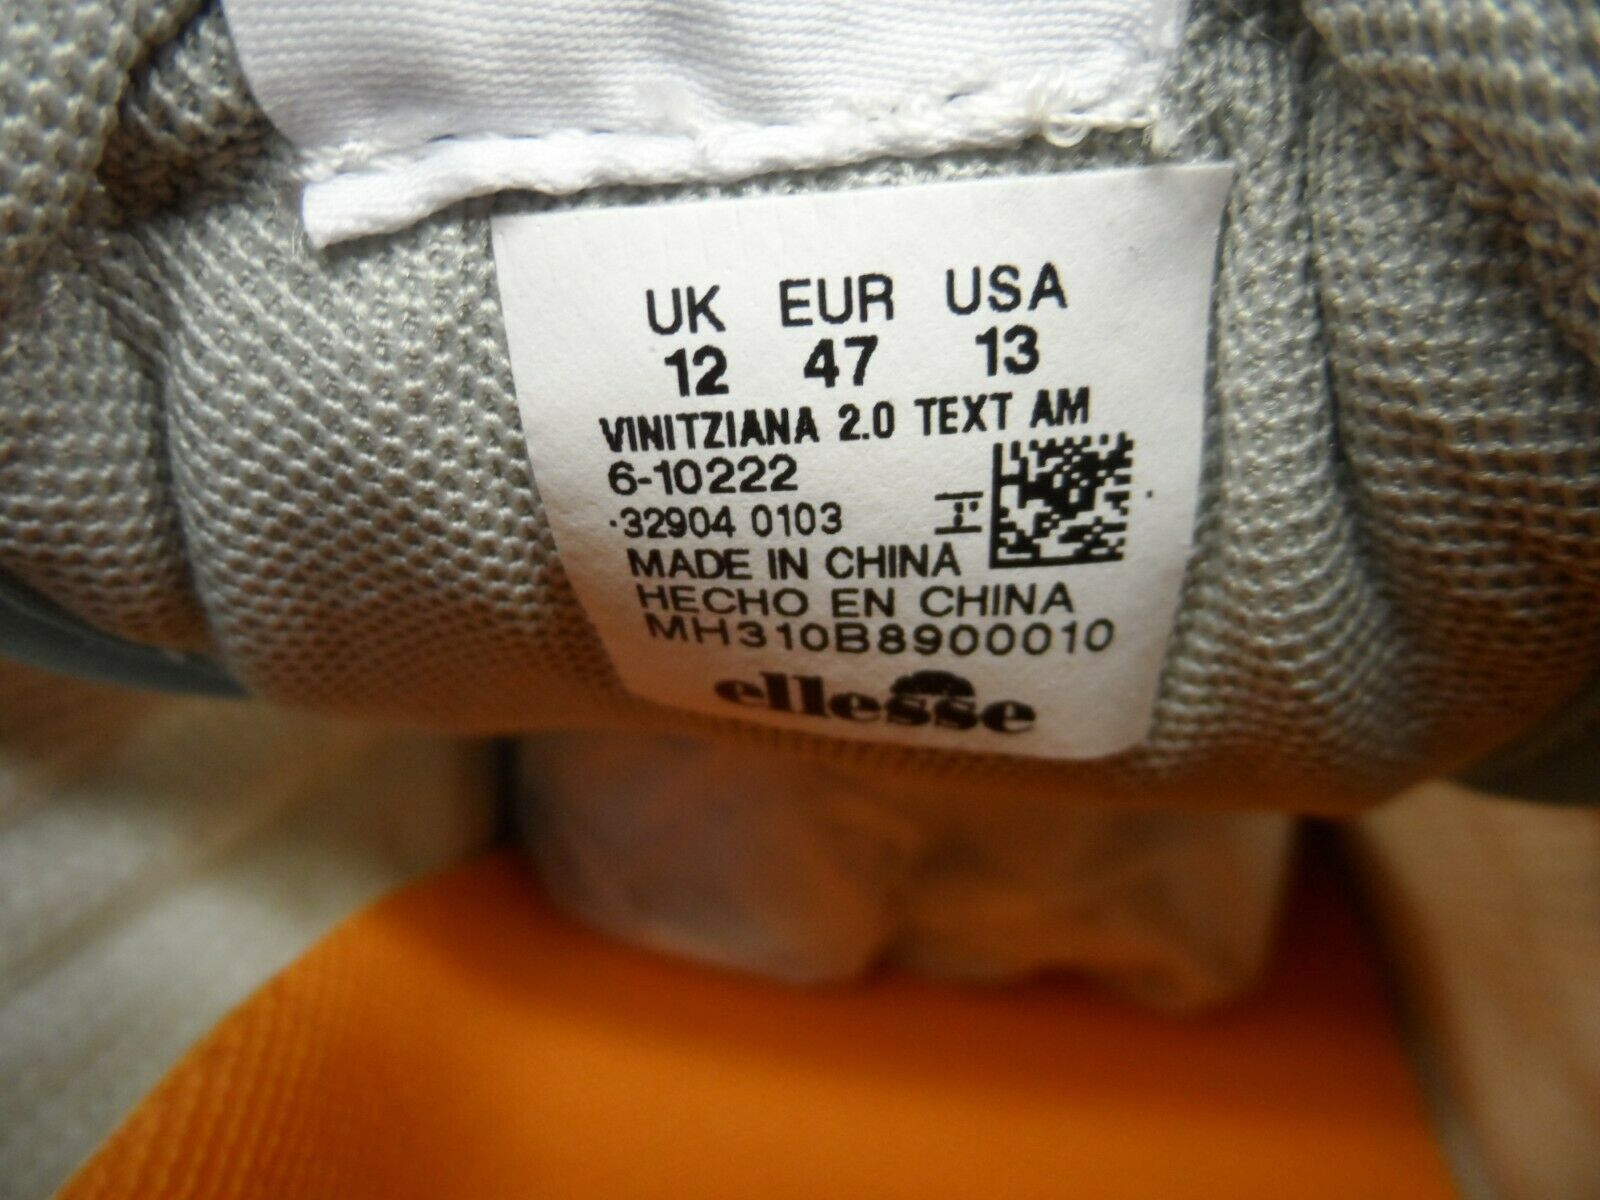 UK EUR USA
12 47 13
VINITZIANA 2.0 TEXT AM
6-10222
32904 0103
MADE IN CHINA
HECHO EN CHINA
MH310B8900010
ellesse